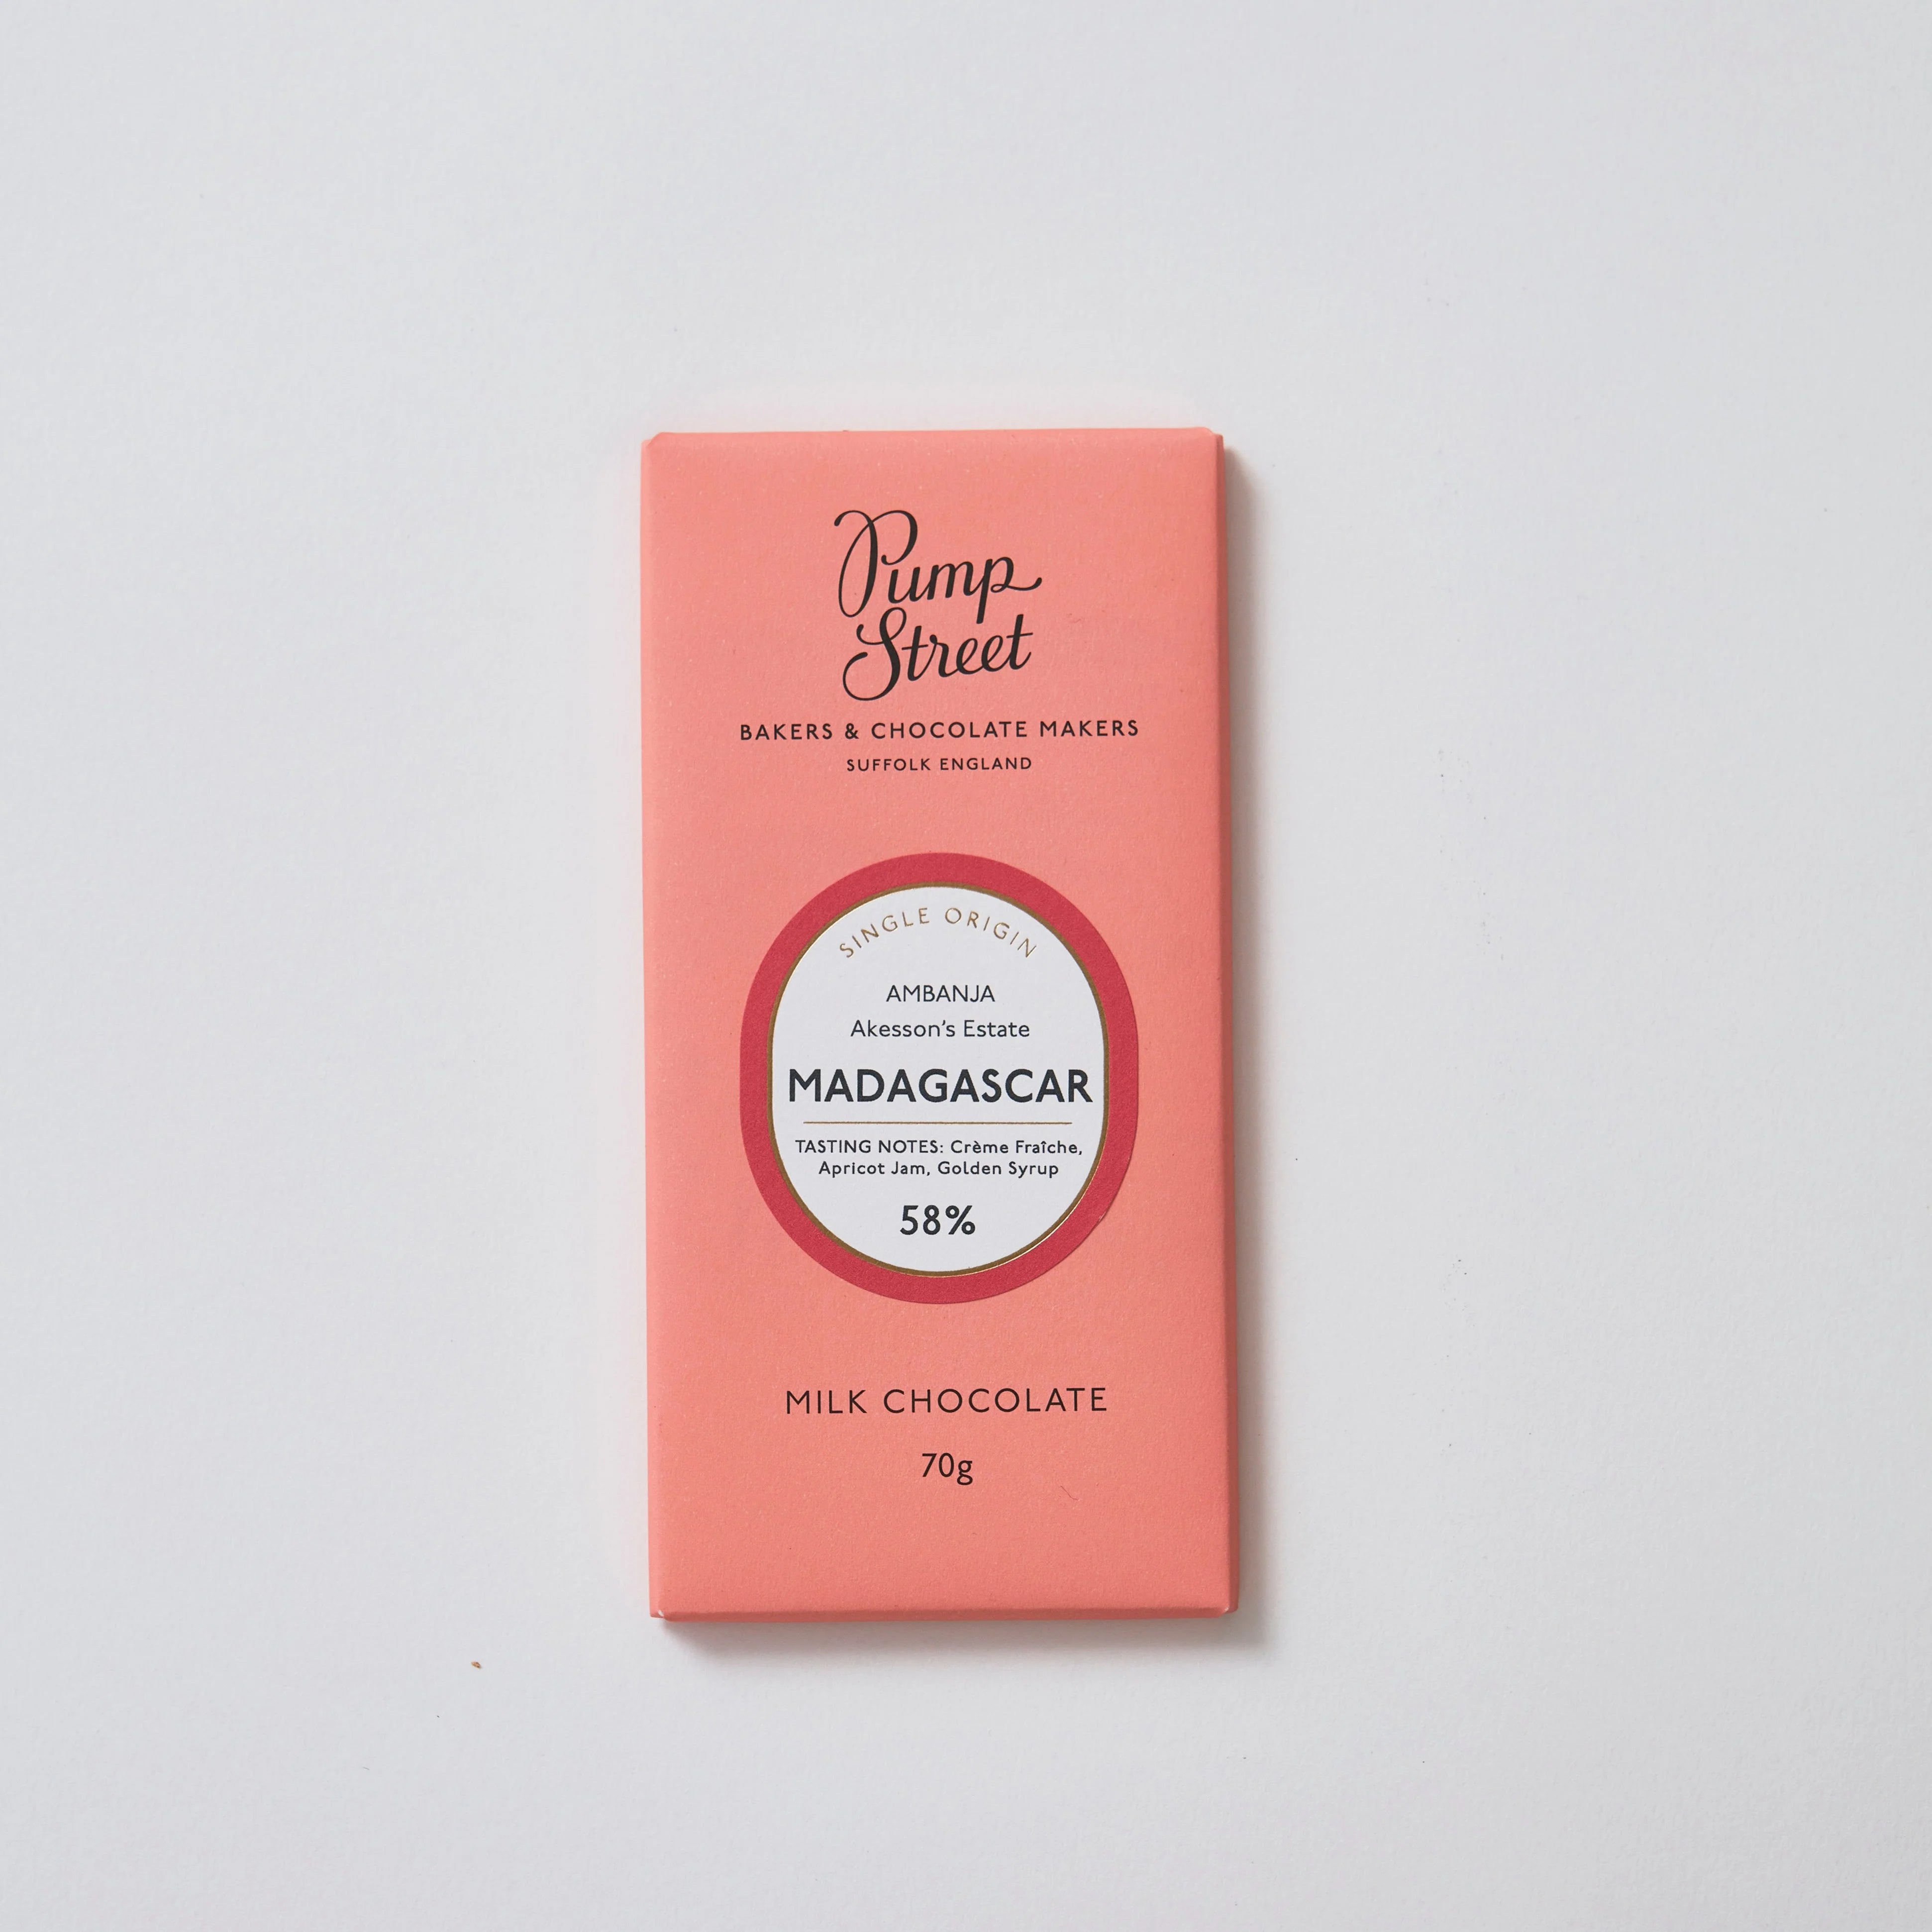 Pump
Street
BAKERS & CHOCOLATE MAKERS
SUFFOLK ENGLAND
SINGLE ORIGIN
AMBANJA
Akesson’s Estate
MADAGASCAR
TASTING NOTES: Crème Fraîche,
Apricot Jam, Golden Syrup
58%
MILK CHOCOLATE
70g